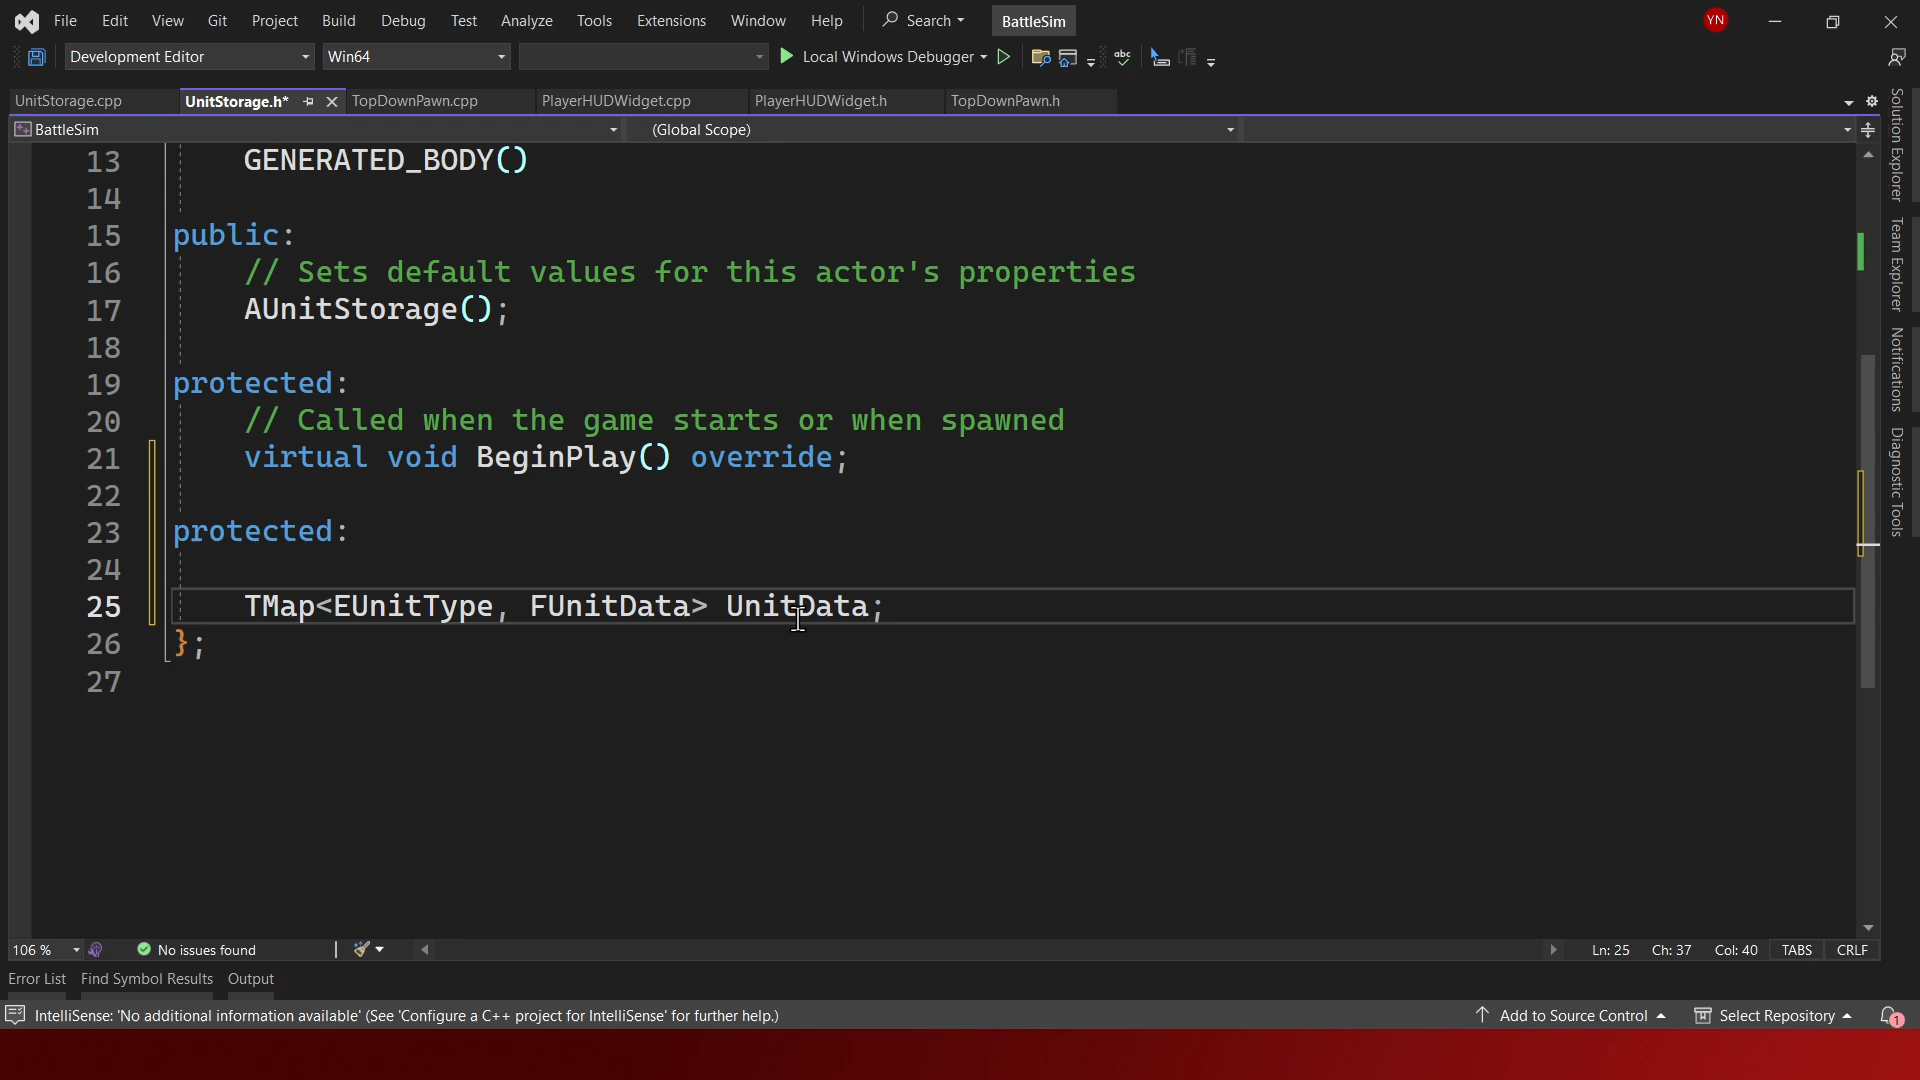 File Edit View Git Project Build Debug Test Analyze Tools Extensions Window Help Search BattleSim YN
Development Editor Win64 Local Windows Debugger abc
UnitStorage.cpp UnitStorage.h* TopDownPawn.cpp PlayerHUDWidget.cpp PlayerHUDWidget.h TopDownPawn.h
BattleSim (Global Scope)
13 GENERATED_BODY()
14
15 public:
16 // Sets default values for this actor's properties
17 AUnitStorage();
18
19 protected:
20 // Called when the game starts or when spawned
21 virtual void BeginPlay() override;
22
23 protected:
24
25 TMap<EUnitType, FUnitData> UnitData;
26 };
27
Solution Explorer
Team Explorer
Notifications
Diagnostic Tools
106 % No issues found Ln: 25 Ch: 37 Col: 40 TABS CRLF
Error List Find Symbol Results Output
IntelliSense: 'No additional information available' (See 'Configure a C++ project for IntelliSense' for further help.) Add to Source Control Select Repository 1